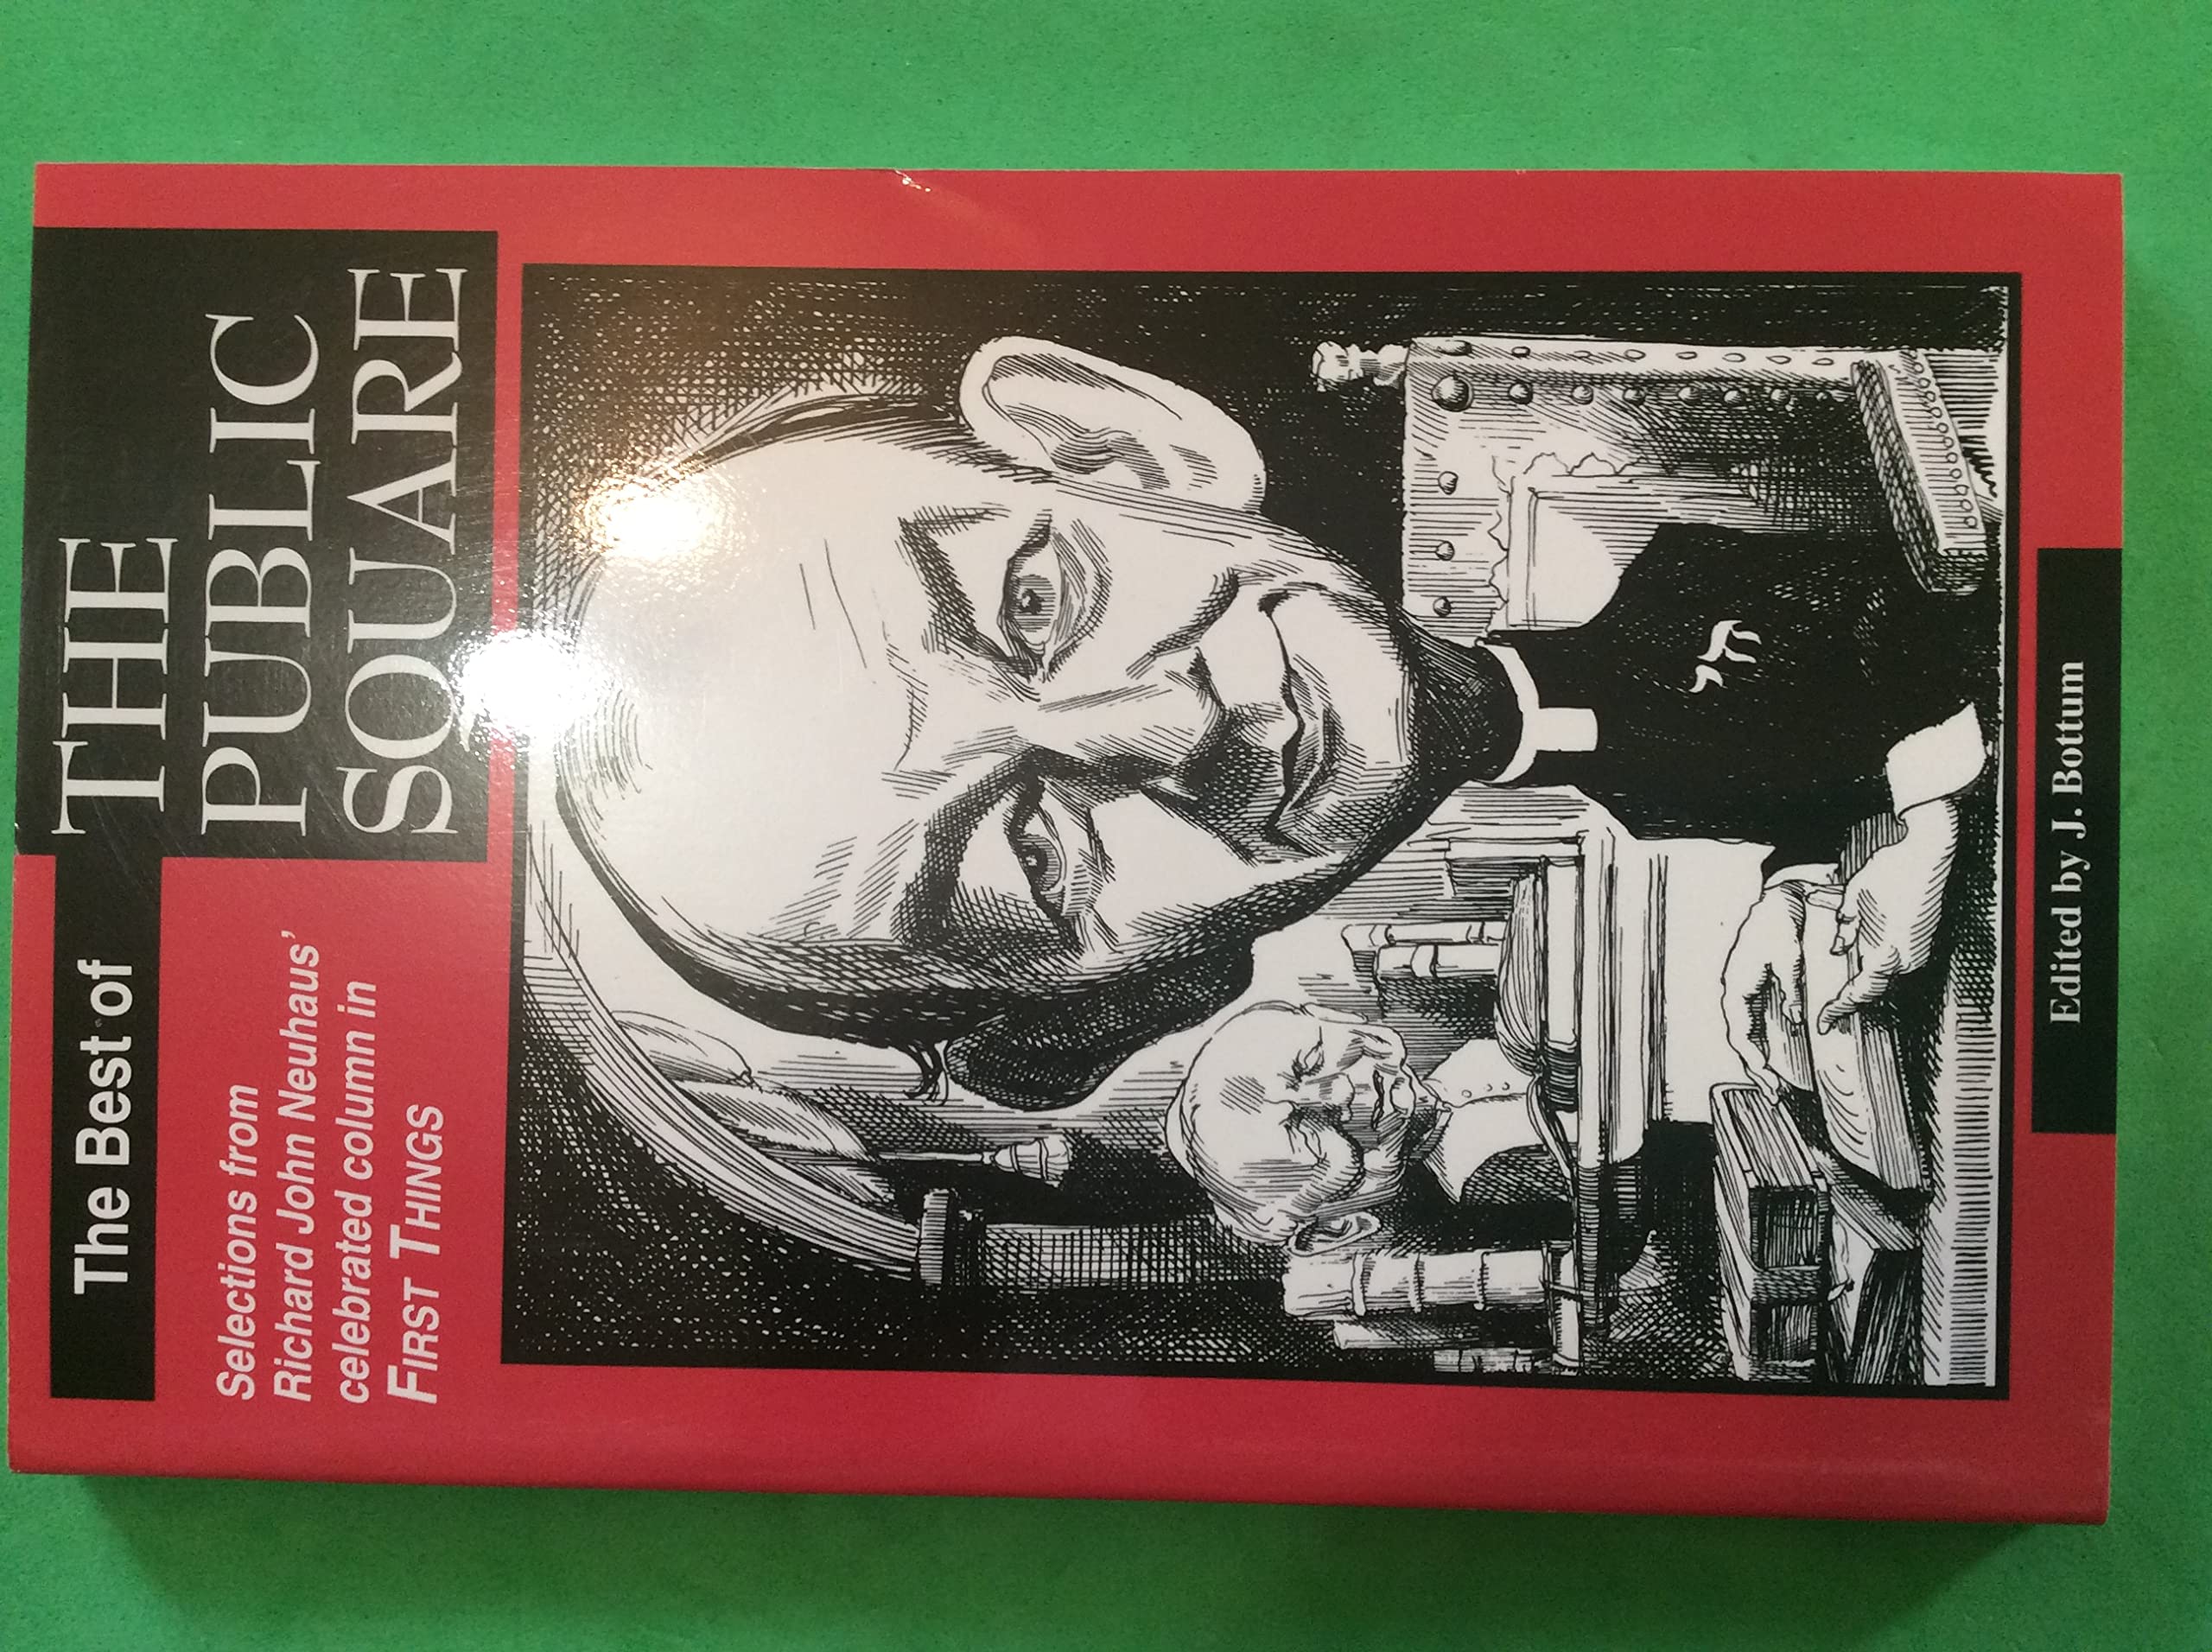 The Best of
THE
PUBLIC
SQUARE
Selections from
Richard John Neuhaus’
celebrated column in
FIRST THINGS
Edited by J. Bottum